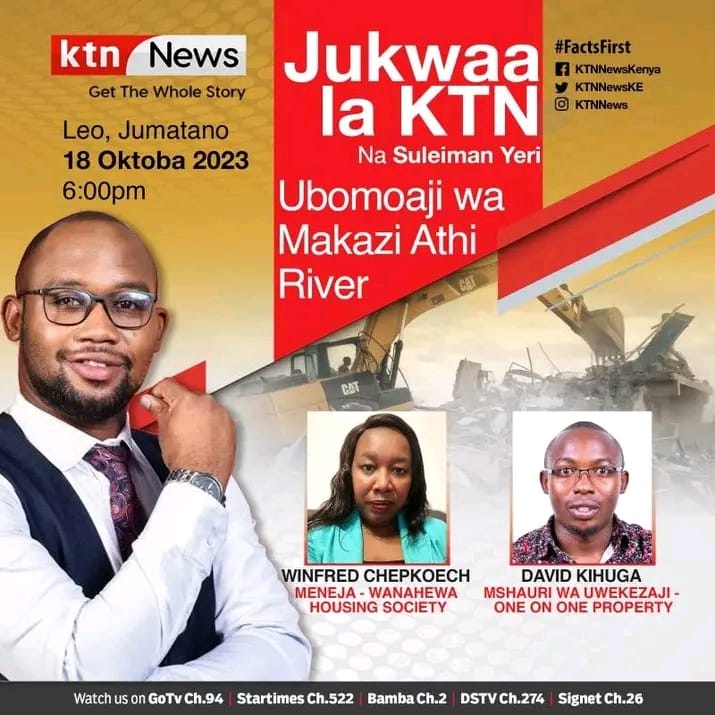 ktn News
Get The Whole Story
Leo, Jumatano
18 Oktoba 2023
6:00pm
Jukwaa
la KTN
Na Suleiman Yeri
Ubomoaji wa
Makazi Athi
River
#FactsFirst
KTNNewsKenya
KTNNewsKE
KTNNews
CAT
CAT
WINFRED CHEPKOECH
MENEJA - WANAHEWA
HOUSING SOCIETY
DAVID KIHUGA
MSHAURI WA UWEKEZAJI -
ONE ON ONE PROPERTY
Watch us on GoTv Ch.94 | Startimes Ch.522 | Bamba Ch.2 | DSTV Ch.274 | Signet Ch.26